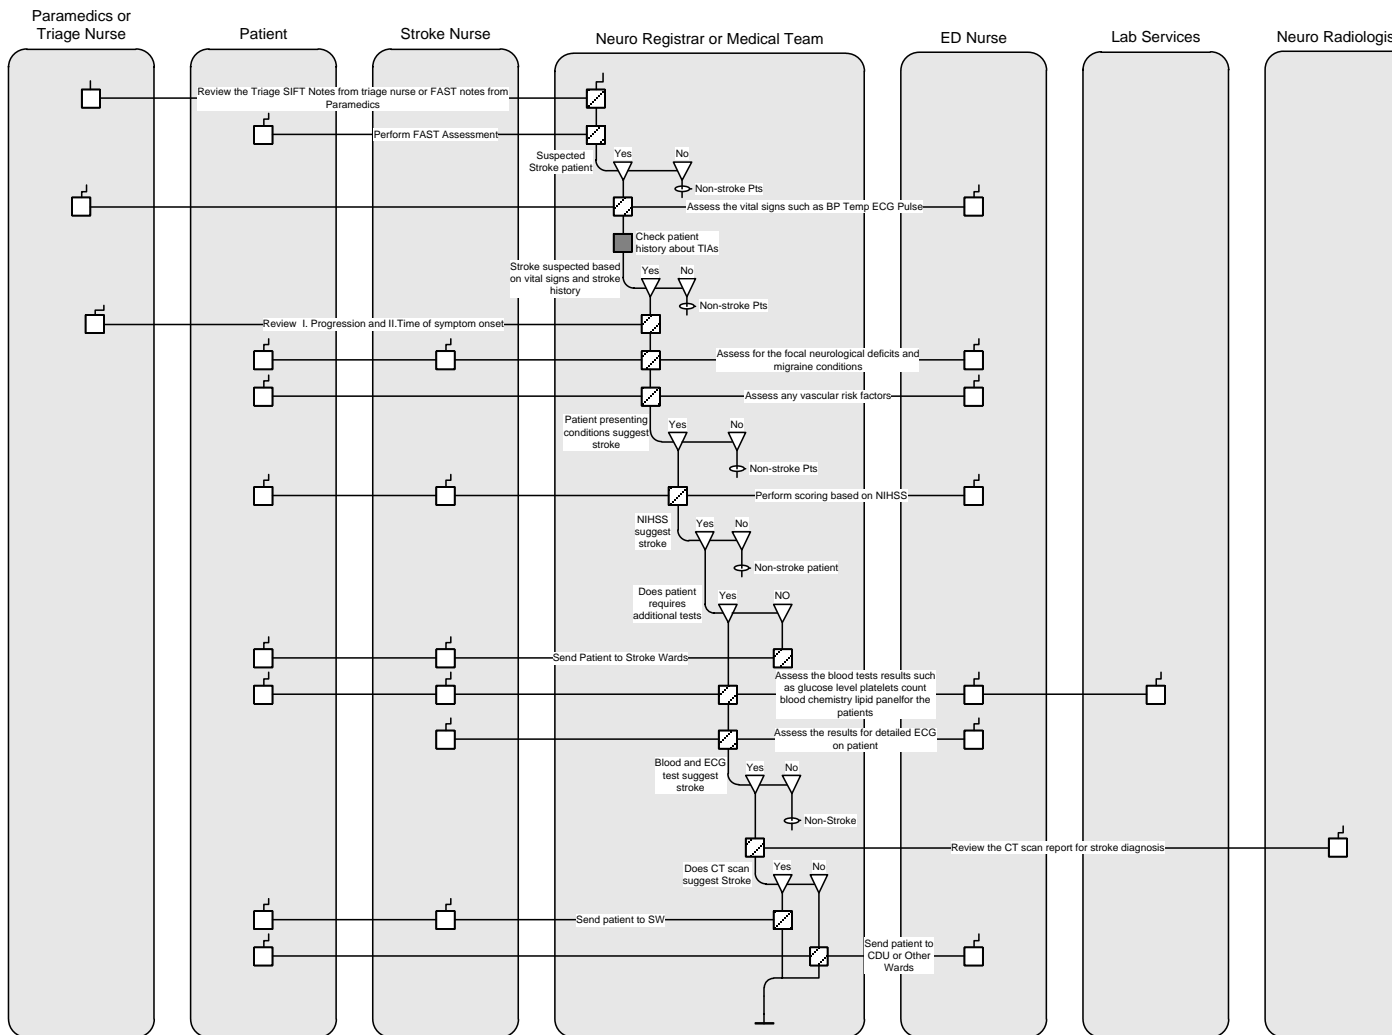 Paramedics or
Triage Nurse
Patient
Stroke Nurse
Neuro Registrar or Medical Team
ED Nurse
Lab Services
Neuro Radiologis
Review the Triage SIFT Notes from triage nurse or FAST notes from
Paramedics
Perform FAST Assessment
Suspected
Stroke patient
Yes
No
Non-stroke Pts
Assess the vital signs such as BP Temp ECG Pulse
Check patient
history about TIAs
Stroke suspected based
on vital signs and stroke
history
Yes
No
Non-stroke Pts
Review I. Progression and II.Time of symptom onset
Assess for the focal neurological deficits and
migraine conditions
Assess any vascular risk factors
Patient presenting
conditions suggest
stroke
Yes
No
Non-stroke Pts
Perform scoring based on NIHSS
NIHSS
suggest
stroke
Yes
No
Non-stroke patient
Does patient
requires
additional tests
Yes
NO
Send Patient to Stroke Wards
Assess the blood tests results such
as glucose level platelets count
blood chemistry lipid panelfor the
patients
Assess the results for detailed ECG
on patient
Blood and ECG
test suggest
stroke
Yes
No
Non-Stroke
Review the CT scan report for stroke diagnosis
Does CT scan
suggest Stroke
Yes
No
Send patient to SW
Send patient to
CDU or Other
Wards